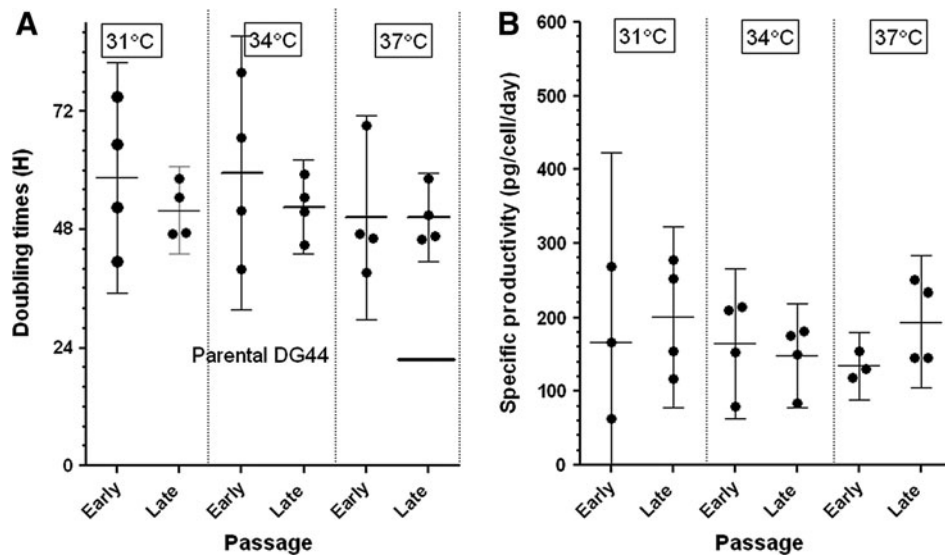 A
31°C
34°C
37°C
Doubling times (H)
72
48
24
0
Parental DG44
Early
Late
Early
Late
Early
Late
Passage
B
31°C
34°C
37°C
Specific productivity (pg/cell/day)
600
500
400
300
200
100
0
Early
Late
Early
Late
Early
Late
Passage